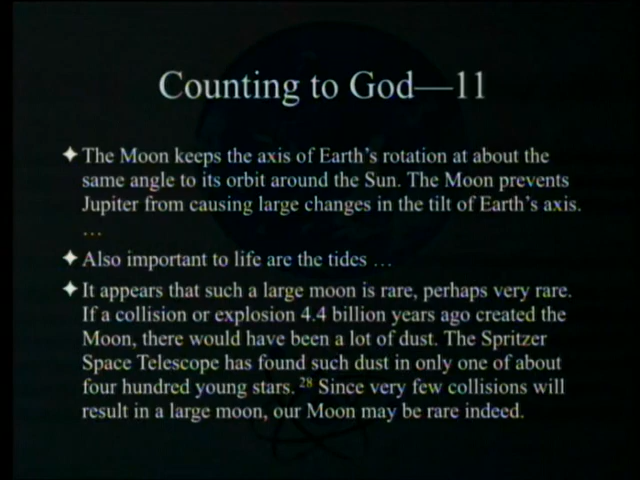 Counting to God—11
✦ The Moon keeps the axis of Earth's rotation at about the
same angle to its orbit around the Sun. The Moon prevents
Jupiter from causing large changes in the tilt of Earth's axis.
…
✦ Also important to life are the tides …
✦ It appears that such a large moon is rare, perhaps very rare.
If a collision or explosion 4.4 billion years ago created the
Moon, there would have been a lot of dust. The Spritzer
Space Telescope has found such dust in only one of about
four hundred young stars. 28 Since very few collisions will
result in a large moon, our Moon may be rare indeed.